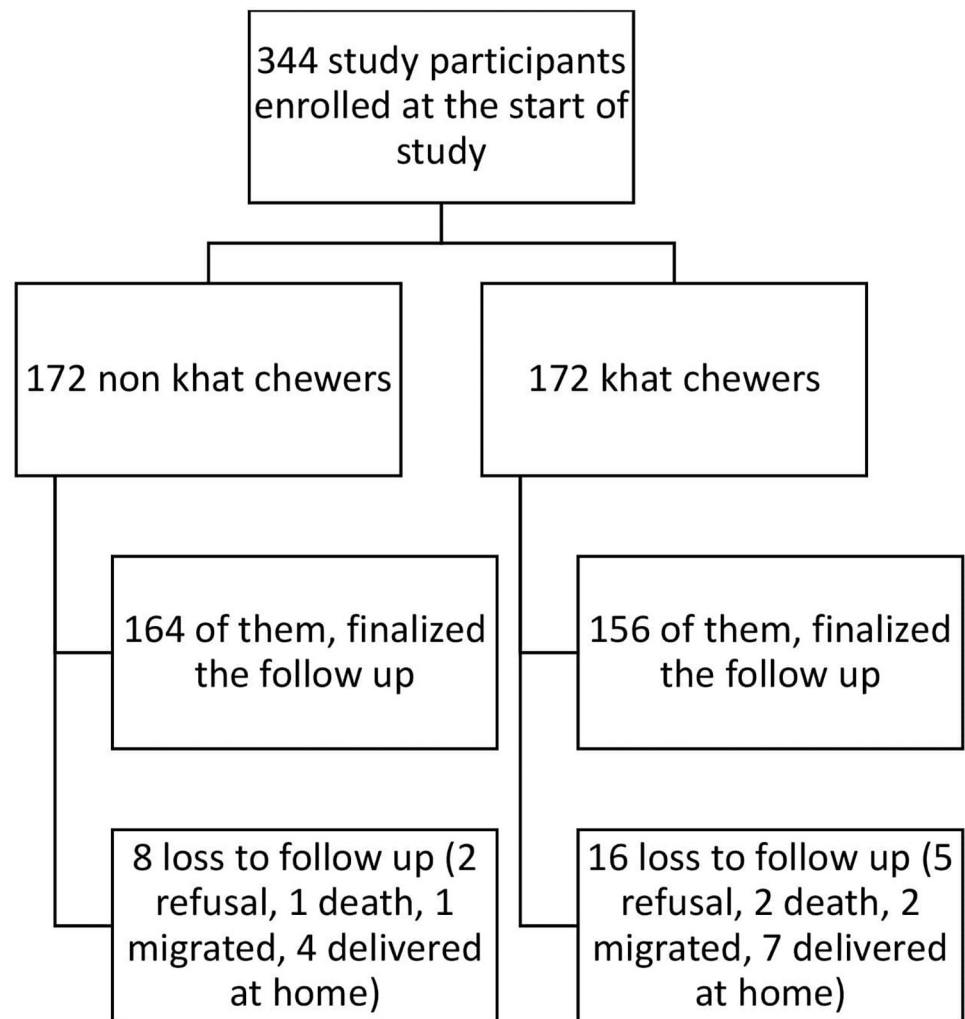 344 study participants
enrolled at the start of
study
172 non khat chewers
172 khat chewers
164 of them, finalized
the follow up
156 of them, finalized
the follow up
8 loss to follow up (2
refusal, 1 death, 1
migrated, 4 delivered
at home)
16 loss to follow up (5
refusal, 2 death, 2
migrated, 7 delivered
at home)